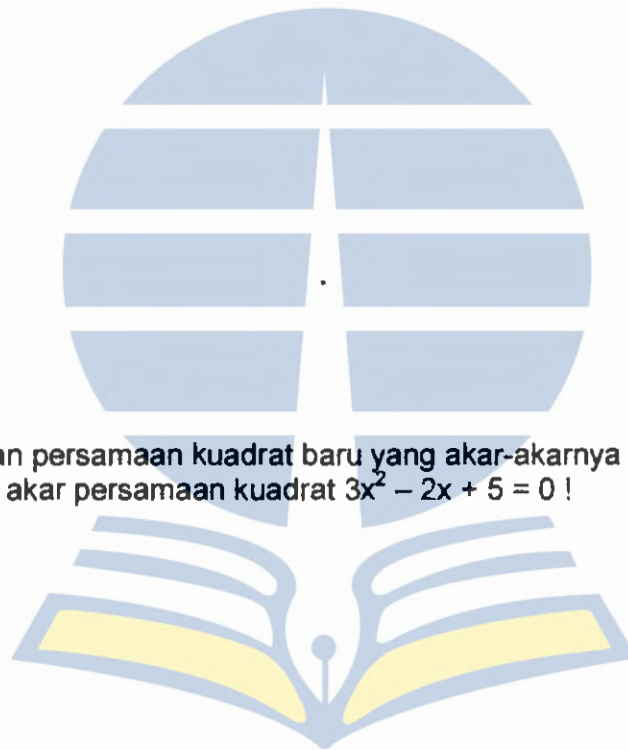 an persamaan kuadrat baru yang akar-akarnya
akar persamaan kuadrat 3x² – 2x + 5 = 0 !